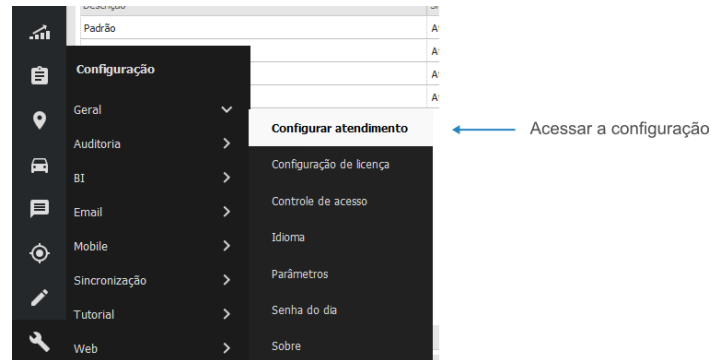 Descrição
Padrão
Configuração
Geral
Auditoria
BI
Email
Mobile
Sincronização
Tutorial
Web
Configurar atendimento
Configuração de licença
Controle de acesso
Idioma
Parâmetros
Senha do dia
Sobre
Acessar a configuração